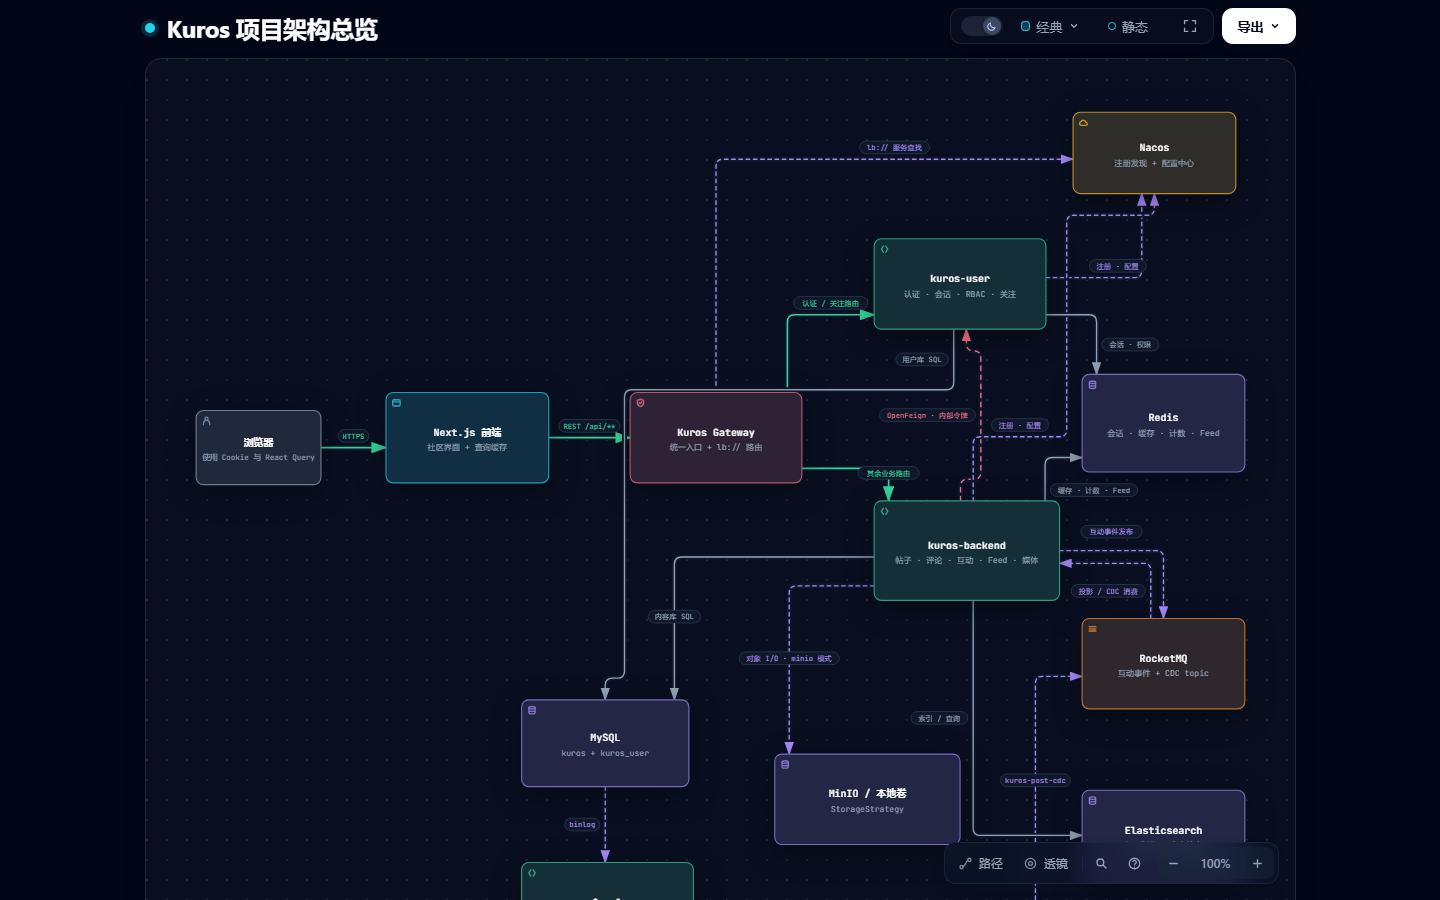 Kuros 项目架构总览
经典
静态
导出
Nacos
注册发现 + 配置中心
lb:// 服务查找
kuros-user
认证 · 会话 · RBAC · 关注
注册 · 配置
认证 / 关注路由
会话 · 权限
用户库 SQL
Redis
会话 · 缓存 · 计数 · Feed
浏览器
使用 Cookie 与 React Query
HTTPS
Next.js 前端
社区界面 + 查询缓存
REST /api/**
Kuros Gateway
统一入口 + lb:// 路由
OpenFeign · 内部令牌
注册 · 配置
其余业务路由
缓存 · 计数 · Feed
kuros-backend
帖子 · 评论 · 互动 · Feed · 媒体
互动事件发布
投影 / CDC 消费
内容库 SQL
对象 I/O · minio 模式
RocketMQ
互动事件 + CDC topic
索引 / 查询
MySQL
kuros + kuros_user
kuros-post-cdc
MinIO / 本地卷
StorageStrategy
binlog
Elasticsearch
路径
透镜
100%